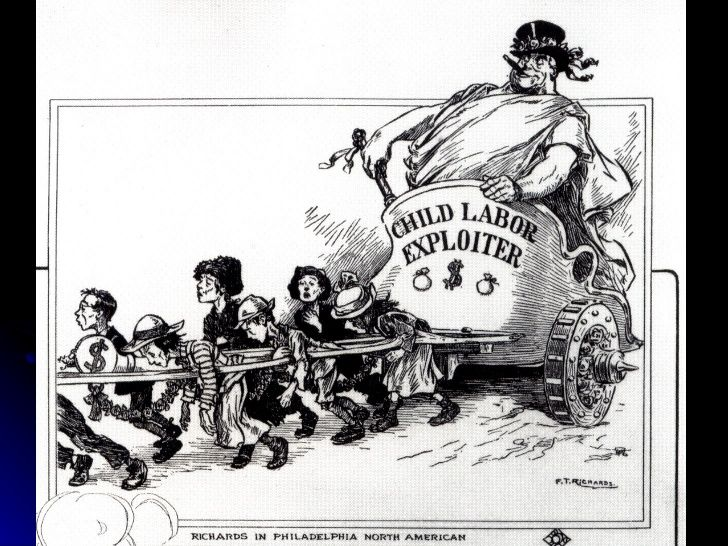 CHILD LABOR
EXPLOITER
$
$
F.T. RICHARDS.
RICHARDS IN PHILADELPHIA NORTH AMERICAN